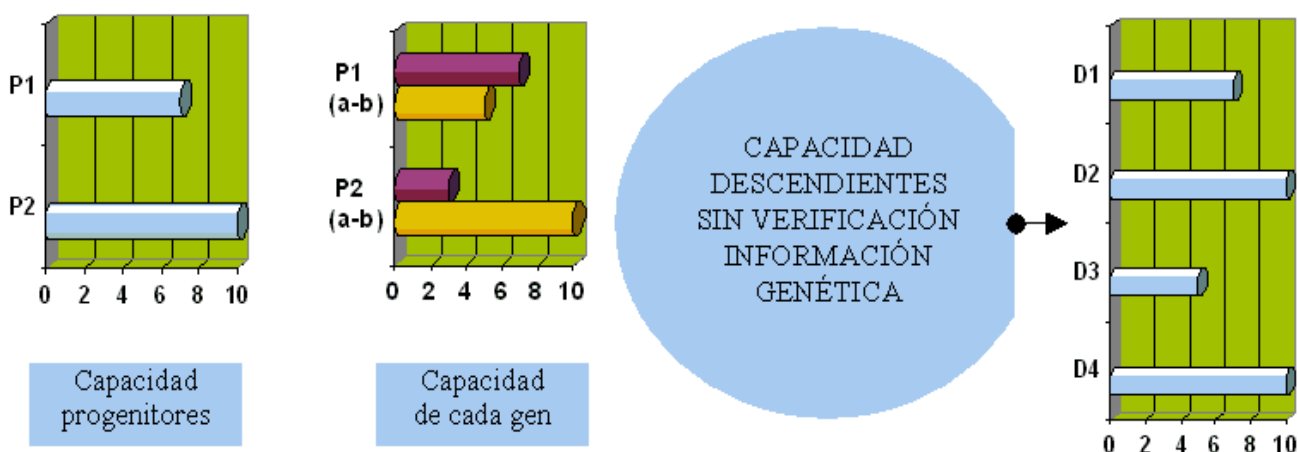 P1
P2
0 2 4 6 8 10
Capacidad
progenitores
P1
(a-b)
P2
(a-b)
0 2 4 6 8 10
Capacidad
de cada gen
CAPACIDAD
DESCENDIENTES
SIN VERIFICACIÓN
INFORMACIÓN
GENÉTICA
D1
D2
D3
D4
0 2 4 6 8 10